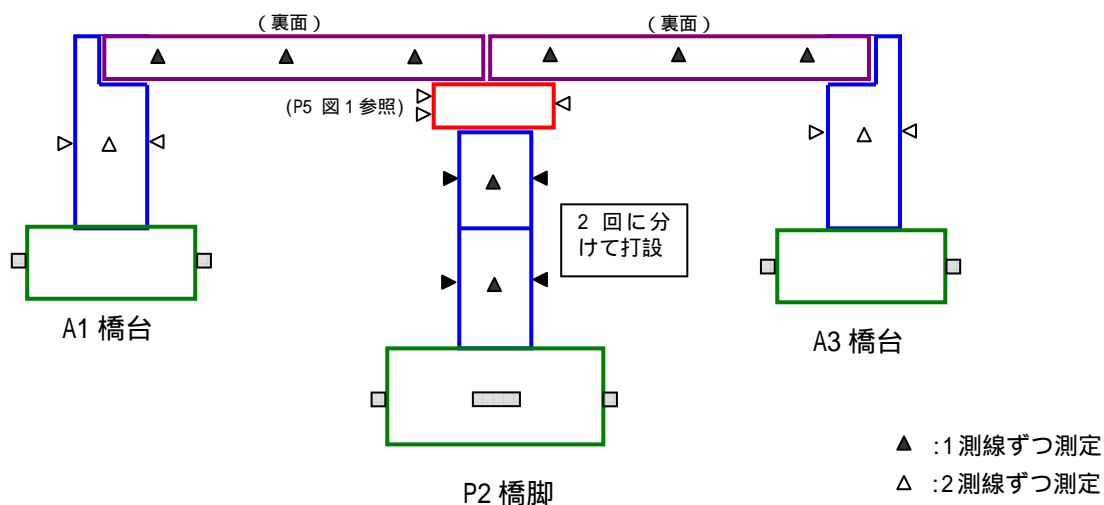 (裏面)
(裏面)
(P5 図1参照)
2 回に分
けて打設
A1 橋台
A3 橋台
P2 橋脚
▲ :1測線ずつ測定
△ :2測線ずつ測定